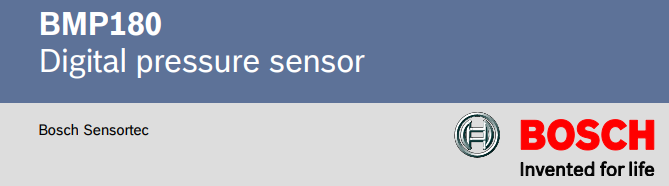 BMP180
Digital pressure sensor
Bosch Sensortec
BOSCH
Invented for life